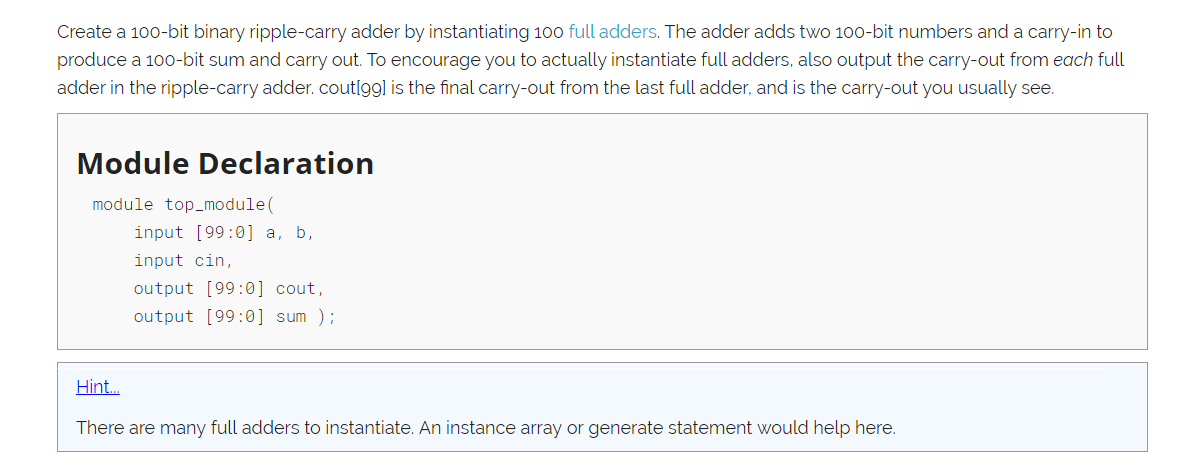 Create a 100-bit binary ripple-carry adder by instantiating 100 full adders. The adder adds two 100-bit numbers and a carry-in to
produce a 100-bit sum and carry out. To encourage you to actually instantiate full adders, also output the carry-out from each full
adder in the ripple-carry adder. cout[99] is the final carry-out from the last full adder, and is the carry-out you usually see.
Module Declaration
module top_module(
    input [99:0] a, b,
    input cin,
    output [99:0] cout,
    output [99:0] sum );
Hint...
There are many full adders to instantiate. An instance array or generate statement would help here.